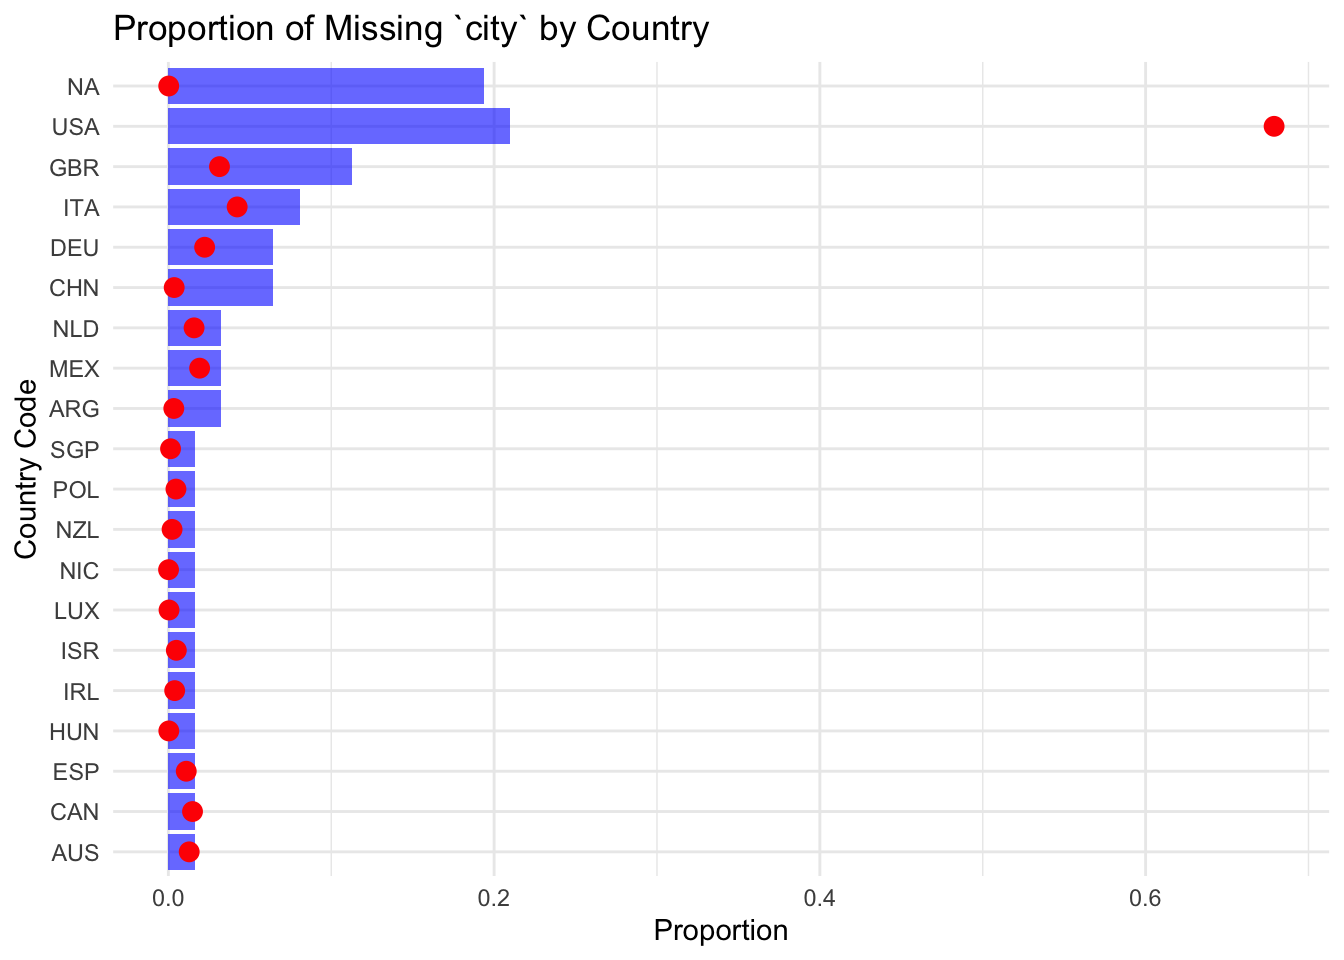 Proportion of Missing `city` by Country
NA
USA
GBR
ITA
DEU
CHN
NLD
MEX
ARG
SGP
POL
NZL
NIC
LUX
ISR
IRL
HUN
ESP
CAN
AUS
Country Code
0.0 0.2 0.4 0.6
Proportion